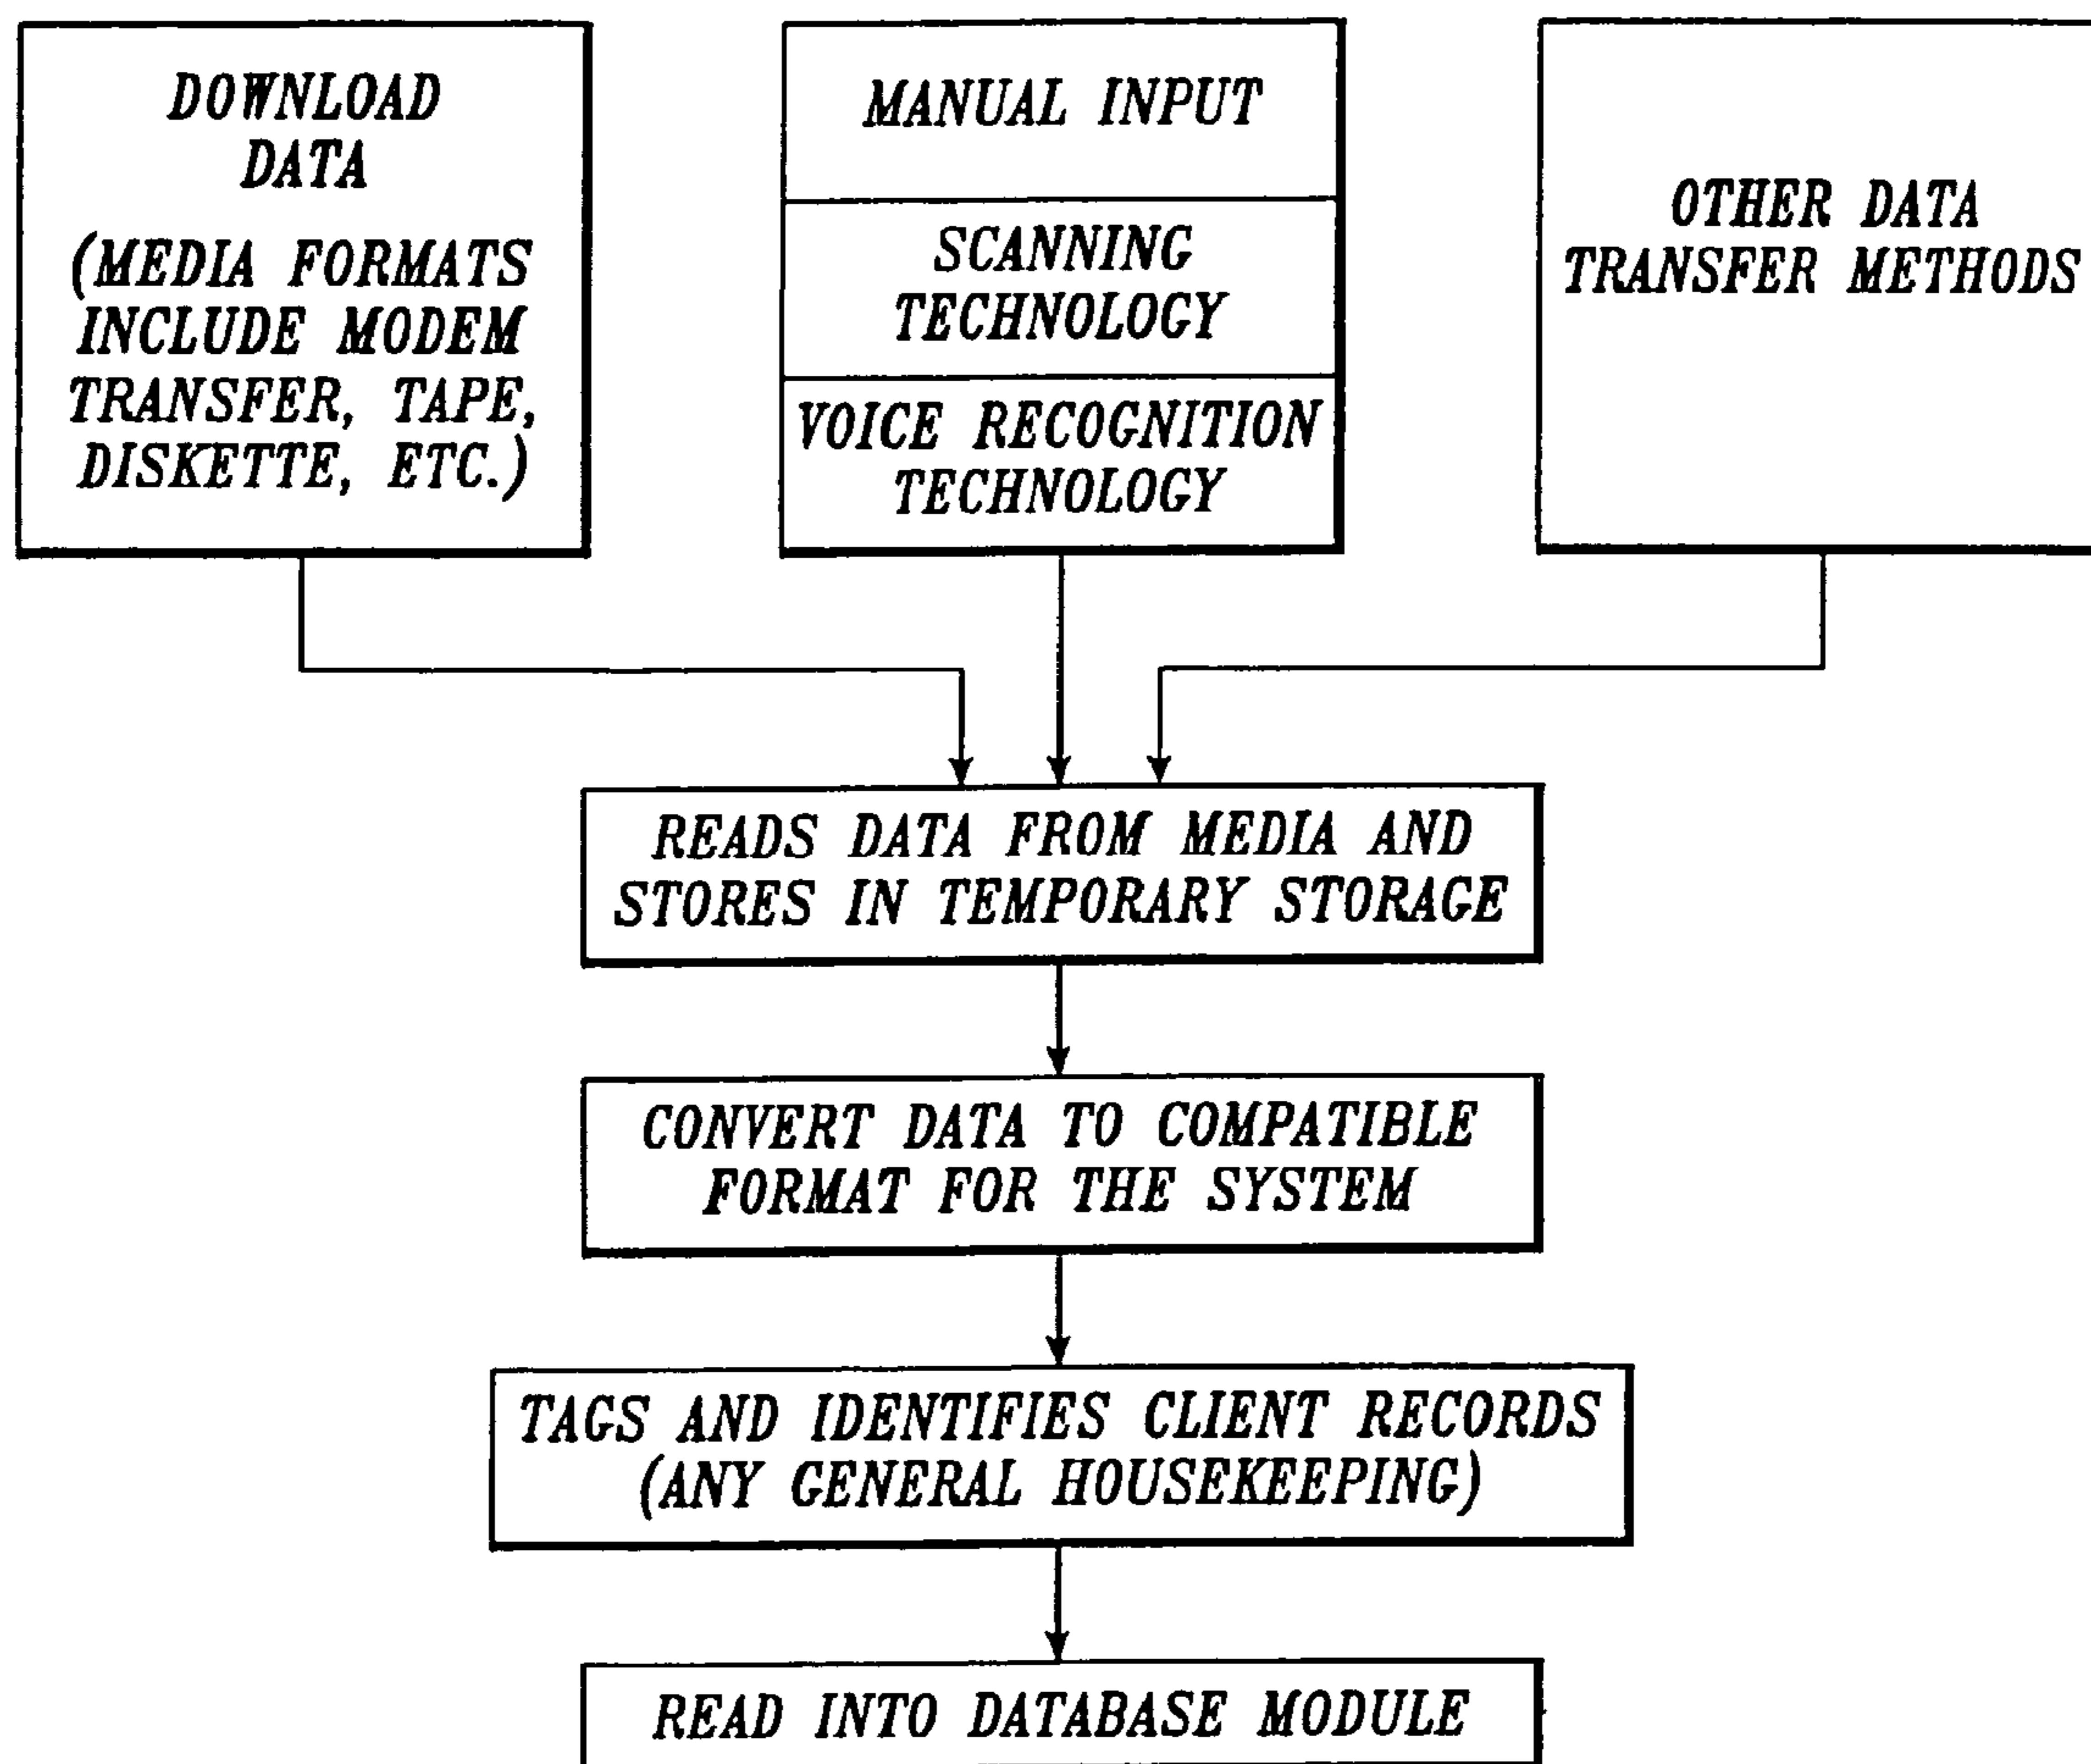 DOWNLOAD
DATA
(MEDIA FORMATS
INCLUDE MODEM
TRANSFER, TAPE,
DISKETTE, ETC.)
MANUAL INPUT
SCANNING
TECHNOLOGY
VOICE RECOGNITION
TECHNOLOGY
OTHER DATA
TRANSFER METHODS
READS DATA FROM MEDIA AND
STORES IN TEMPORARY STORAGE
CONVERT DATA TO COMPATIBLE
FORMAT FOR THE SYSTEM
TAGS AND IDENTIFIES CLIENT RECORDS
(ANY GENERAL HOUSEKEEPING)
READ INTO DATABASE MODULE